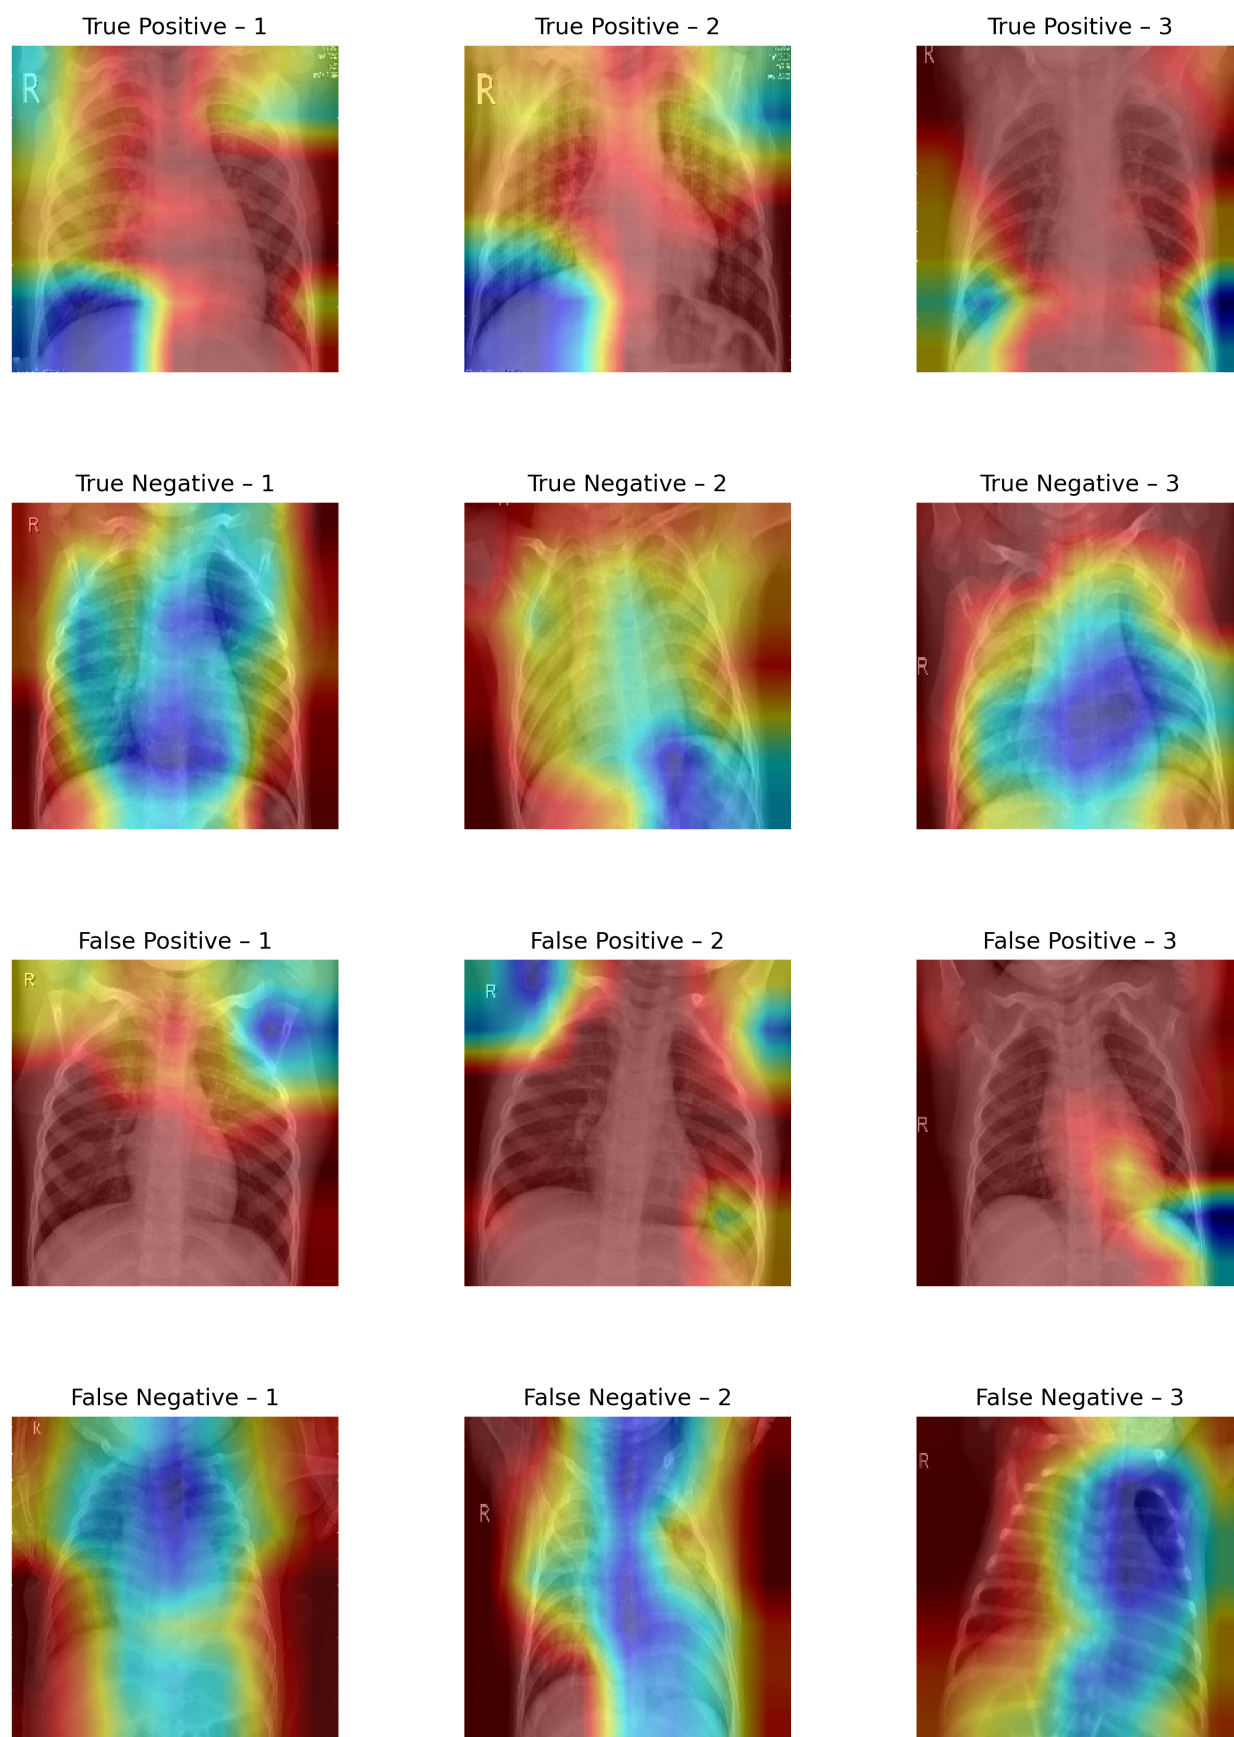 True Positive – 1
True Positive – 2
True Positive – 3
R
R
R
True Negative – 1
True Negative – 2
True Negative – 3
R
R
False Positive – 1
False Positive – 2
False Positive – 3
R
R
R
False Negative – 1
False Negative – 2
False Negative – 3
R
R
R